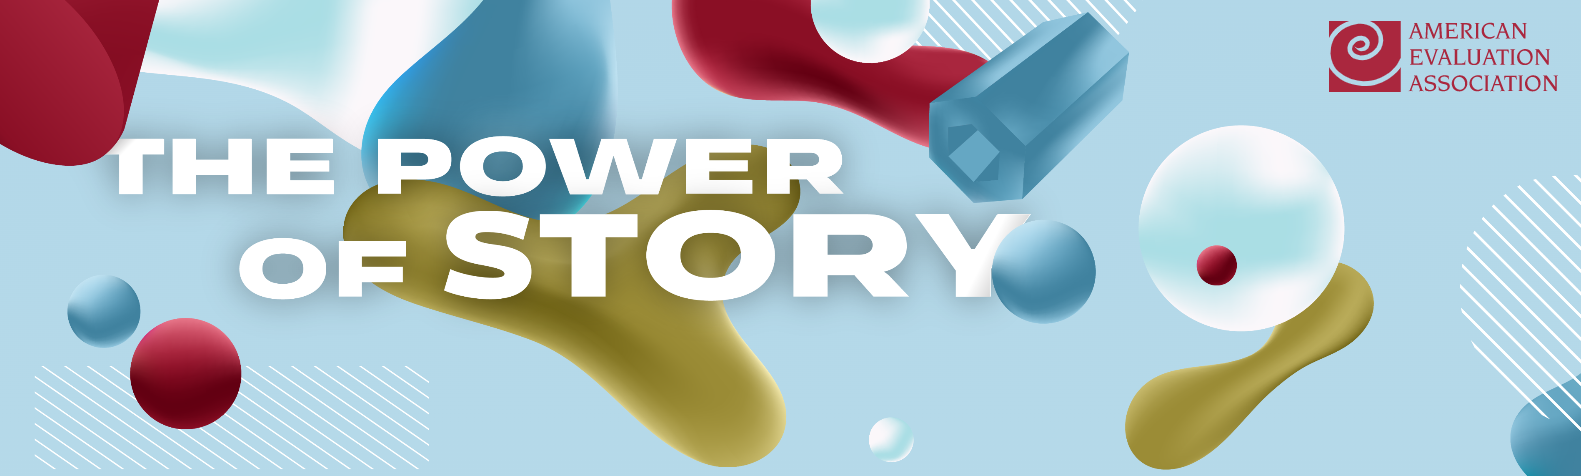 THE POWER
OF STORY
AMERICAN
EVALUATION
ASSOCIATION